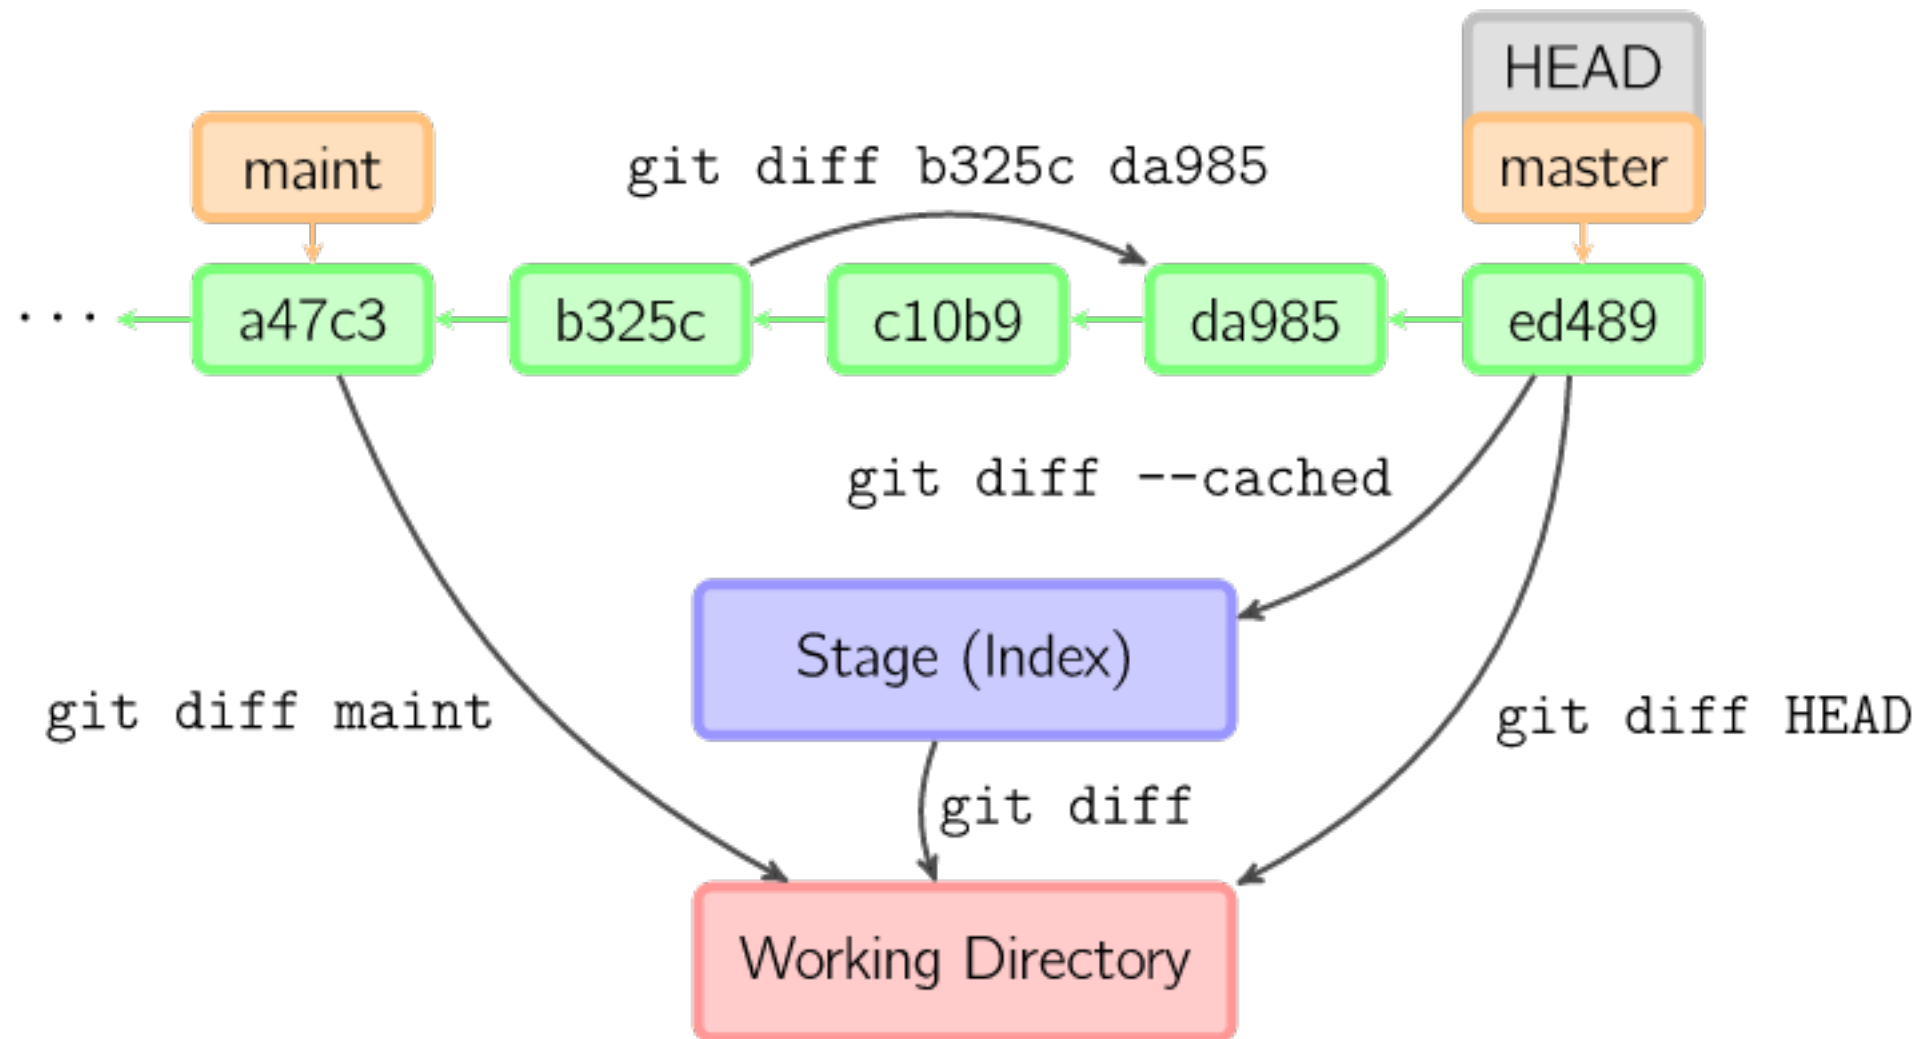 HEAD
maint
git diff b325c da985
master
...
a47c3
b325c
c10b9
da985
ed489
git diff --cached
Stage (Index)
git diff maint
git diff HEAD
git diff
Working Directory